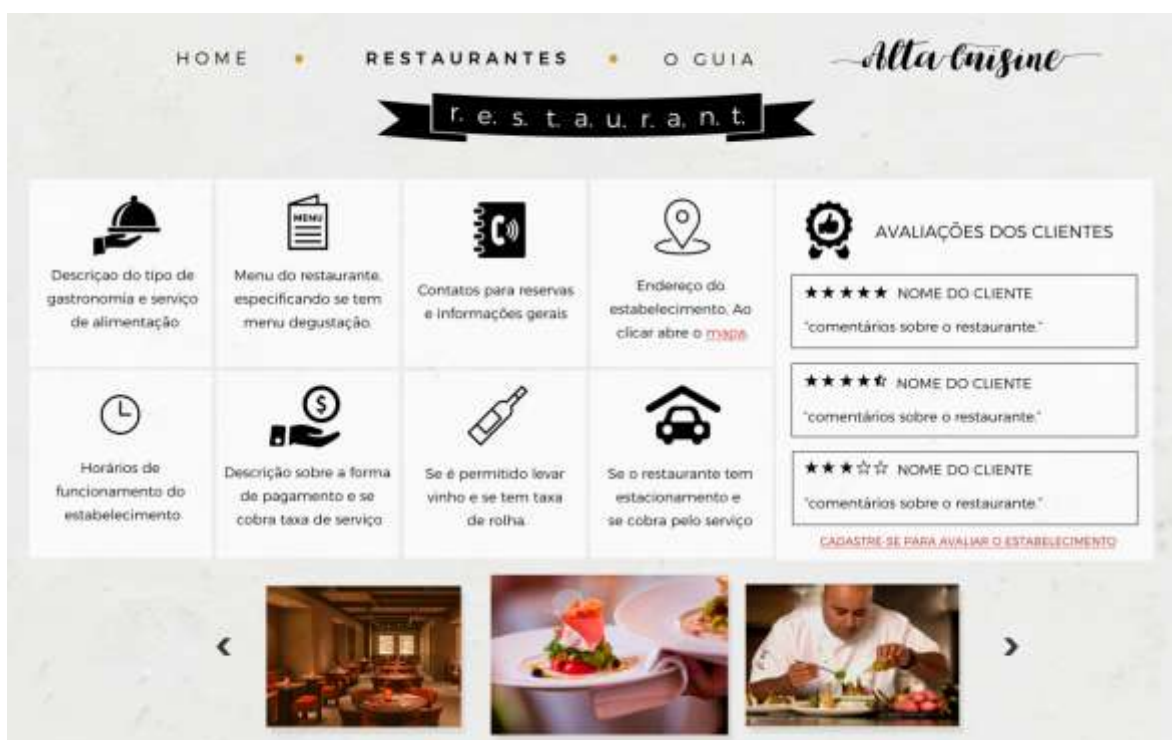 HOME • RESTAURANTES • O GUIA Alta Cuisine
r. e. s. t. a. u. r. a. n. t.
Descriçao do tipo de
gastronomia e serviço
de alimentação
MENU
Menu do restaurante,
especificando se tem
menu degustação.
Contatos para reservas
e informações gerais
Endereço do
estabelecimento. Ao
clicar abre o mapa.
Horários de
funcionamento do
estabelecimento
$
Descrição sobre a forma
de pagamento e se
cobra taxa de serviço
Se é permitido levar
vinho e se tem taxa
de rolha.
Se o restaurante tem
estacionamento e
se cobra pelo serviço
AVALIAÇÕES DOS CLIENTES
★★★★★ NOME DO CLIENTE
"comentários sobre o restaurante."
NOME DO CLIENTE
"comentários sobre o restaurante."
★★★☆☆ NOME DO CLIENTE
"comentários sobre o restaurante."
CADASTRE-SE PARA AVALIAR O ESTABELECIMENTO